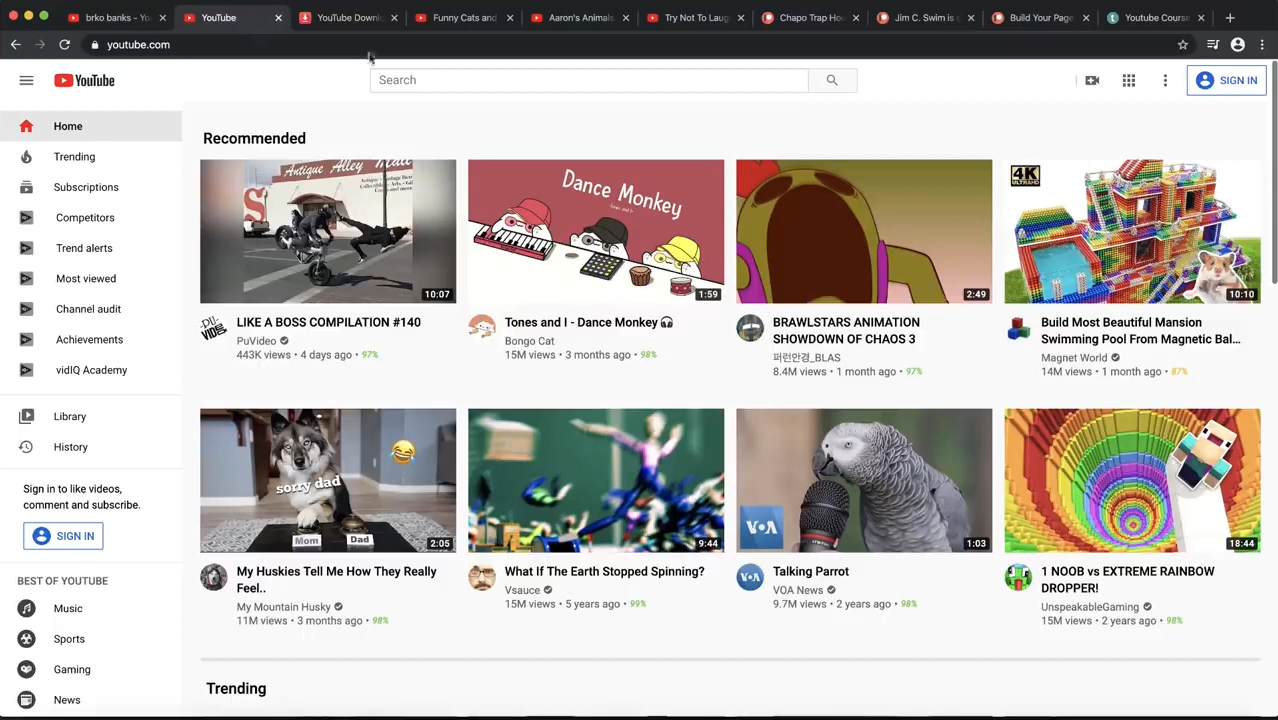 brko banks - Yo
YouTube
YouTube Downl
Funny Cats and
Aaron's Animals
Try Not To Laug
Chapo Trap Hou
Jim C. Swim is c
Build Your Page
Youtube Course
youtube.com
YouTube
Search
SIGN IN
Home
Trending
Subscriptions
Competitors
Trend alerts
Most viewed
Channel audit
Achievements
vidIQ Academy
Library
History
Sign in to like videos,
comment and subscribe.
SIGN IN
BEST OF YOUTUBE
Music
Sports
Gaming
News
Recommended
Antique Alley Mall
10:07
LIKE A BOSS COMPILATION #140
PuVideo
443K views • 4 days ago • 97%
Dance Monkey
1:59
Tones and I - Dance Monkey
Bongo Cat
15M views • 3 months ago • 98%
2:49
BRAWLSTARS ANIMATION
SHOWDOWN OF CHAOS 3
퍼런안경_BLAS
8.4M views • 1 month ago • 97%
4K
ULTRAHD
10:10
Build Most Beautiful Mansion
Swimming Pool From Magnetic Bal...
Magnet World
14M views • 1 month ago • 87%
sorry dad
Mom
Dad
2:05
My Huskies Tell Me How They Really
Feel..
My Mountain Husky
11M views • 3 months ago • 98%
9:44
What If The Earth Stopped Spinning?
Vsauce
15M views • 5 years ago • 99%
VOA
1:03
Talking Parrot
VOA News
9.7M views • 2 years ago • 98%
18:44
1 NOOB vs EXTREME RAINBOW
DROPPER!
UnspeakableGaming
15M views • 2 years ago • 98%
Trending